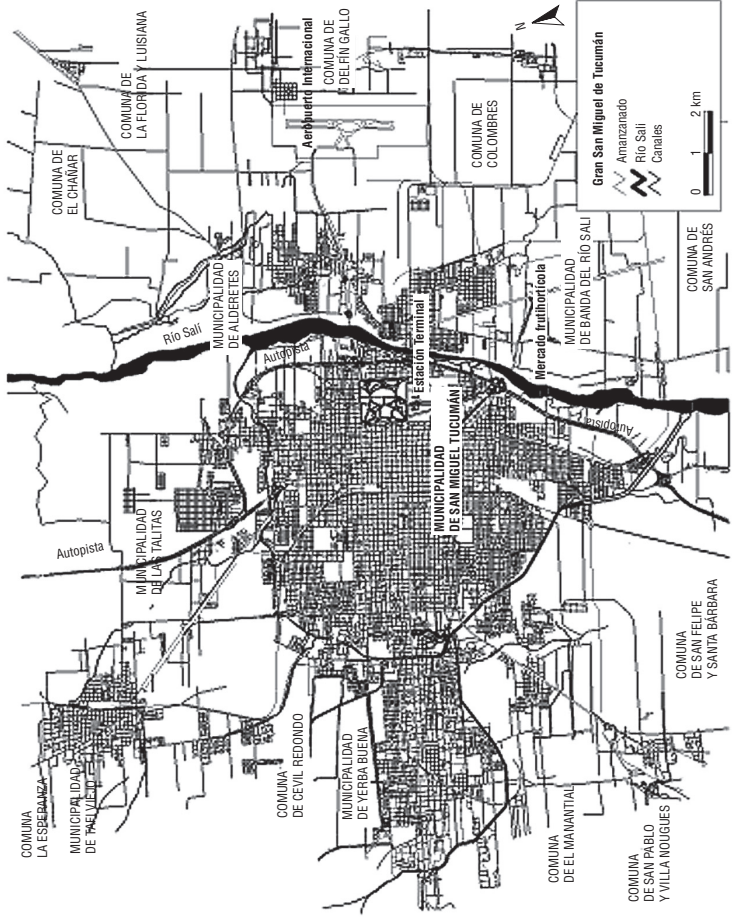 COMUNA
LA ESPERANZA
MUNICIPALIDAD
DE TAFI VIEJO
COMUNA
DE CEVIL REDONDO
MUNICIPALIDAD
DE YERBA BUENA
COMUNA
DE EL MANANTIAL
COMUNA
DE SAN PABLO
Y VILLA NOUGUES
Autopista
MUNICIPALIDAD
DE LAS TALITAS
COMUNA
DE SAN FELIPE
Y SANTA BÁRBARA
Río Salí
MUNICIPALIDAD
DE ALDERETES
Autopista
Estación Terminal
MUNICIPALIDAD
DE SAN MIGUEL TUCUMÁN
Mercado frutihortícola
Autopista
COMUNA DE
EL CHAÑAR
COMUNA DE
LA FLORIDA Y LUISIANA
Aeropuerto Internacional
COMUNA DE
DELFÍN GALLO
COMUNA DE
COLOMBRES
MUNICIPALIDAD
DE BANDA DEL RÍO SALI
COMUNA DE
SAN ANDRÉS
N
Gran San Miguel de Tucumán
Amanzanado
Río Salí
Canales
0 1 2 km